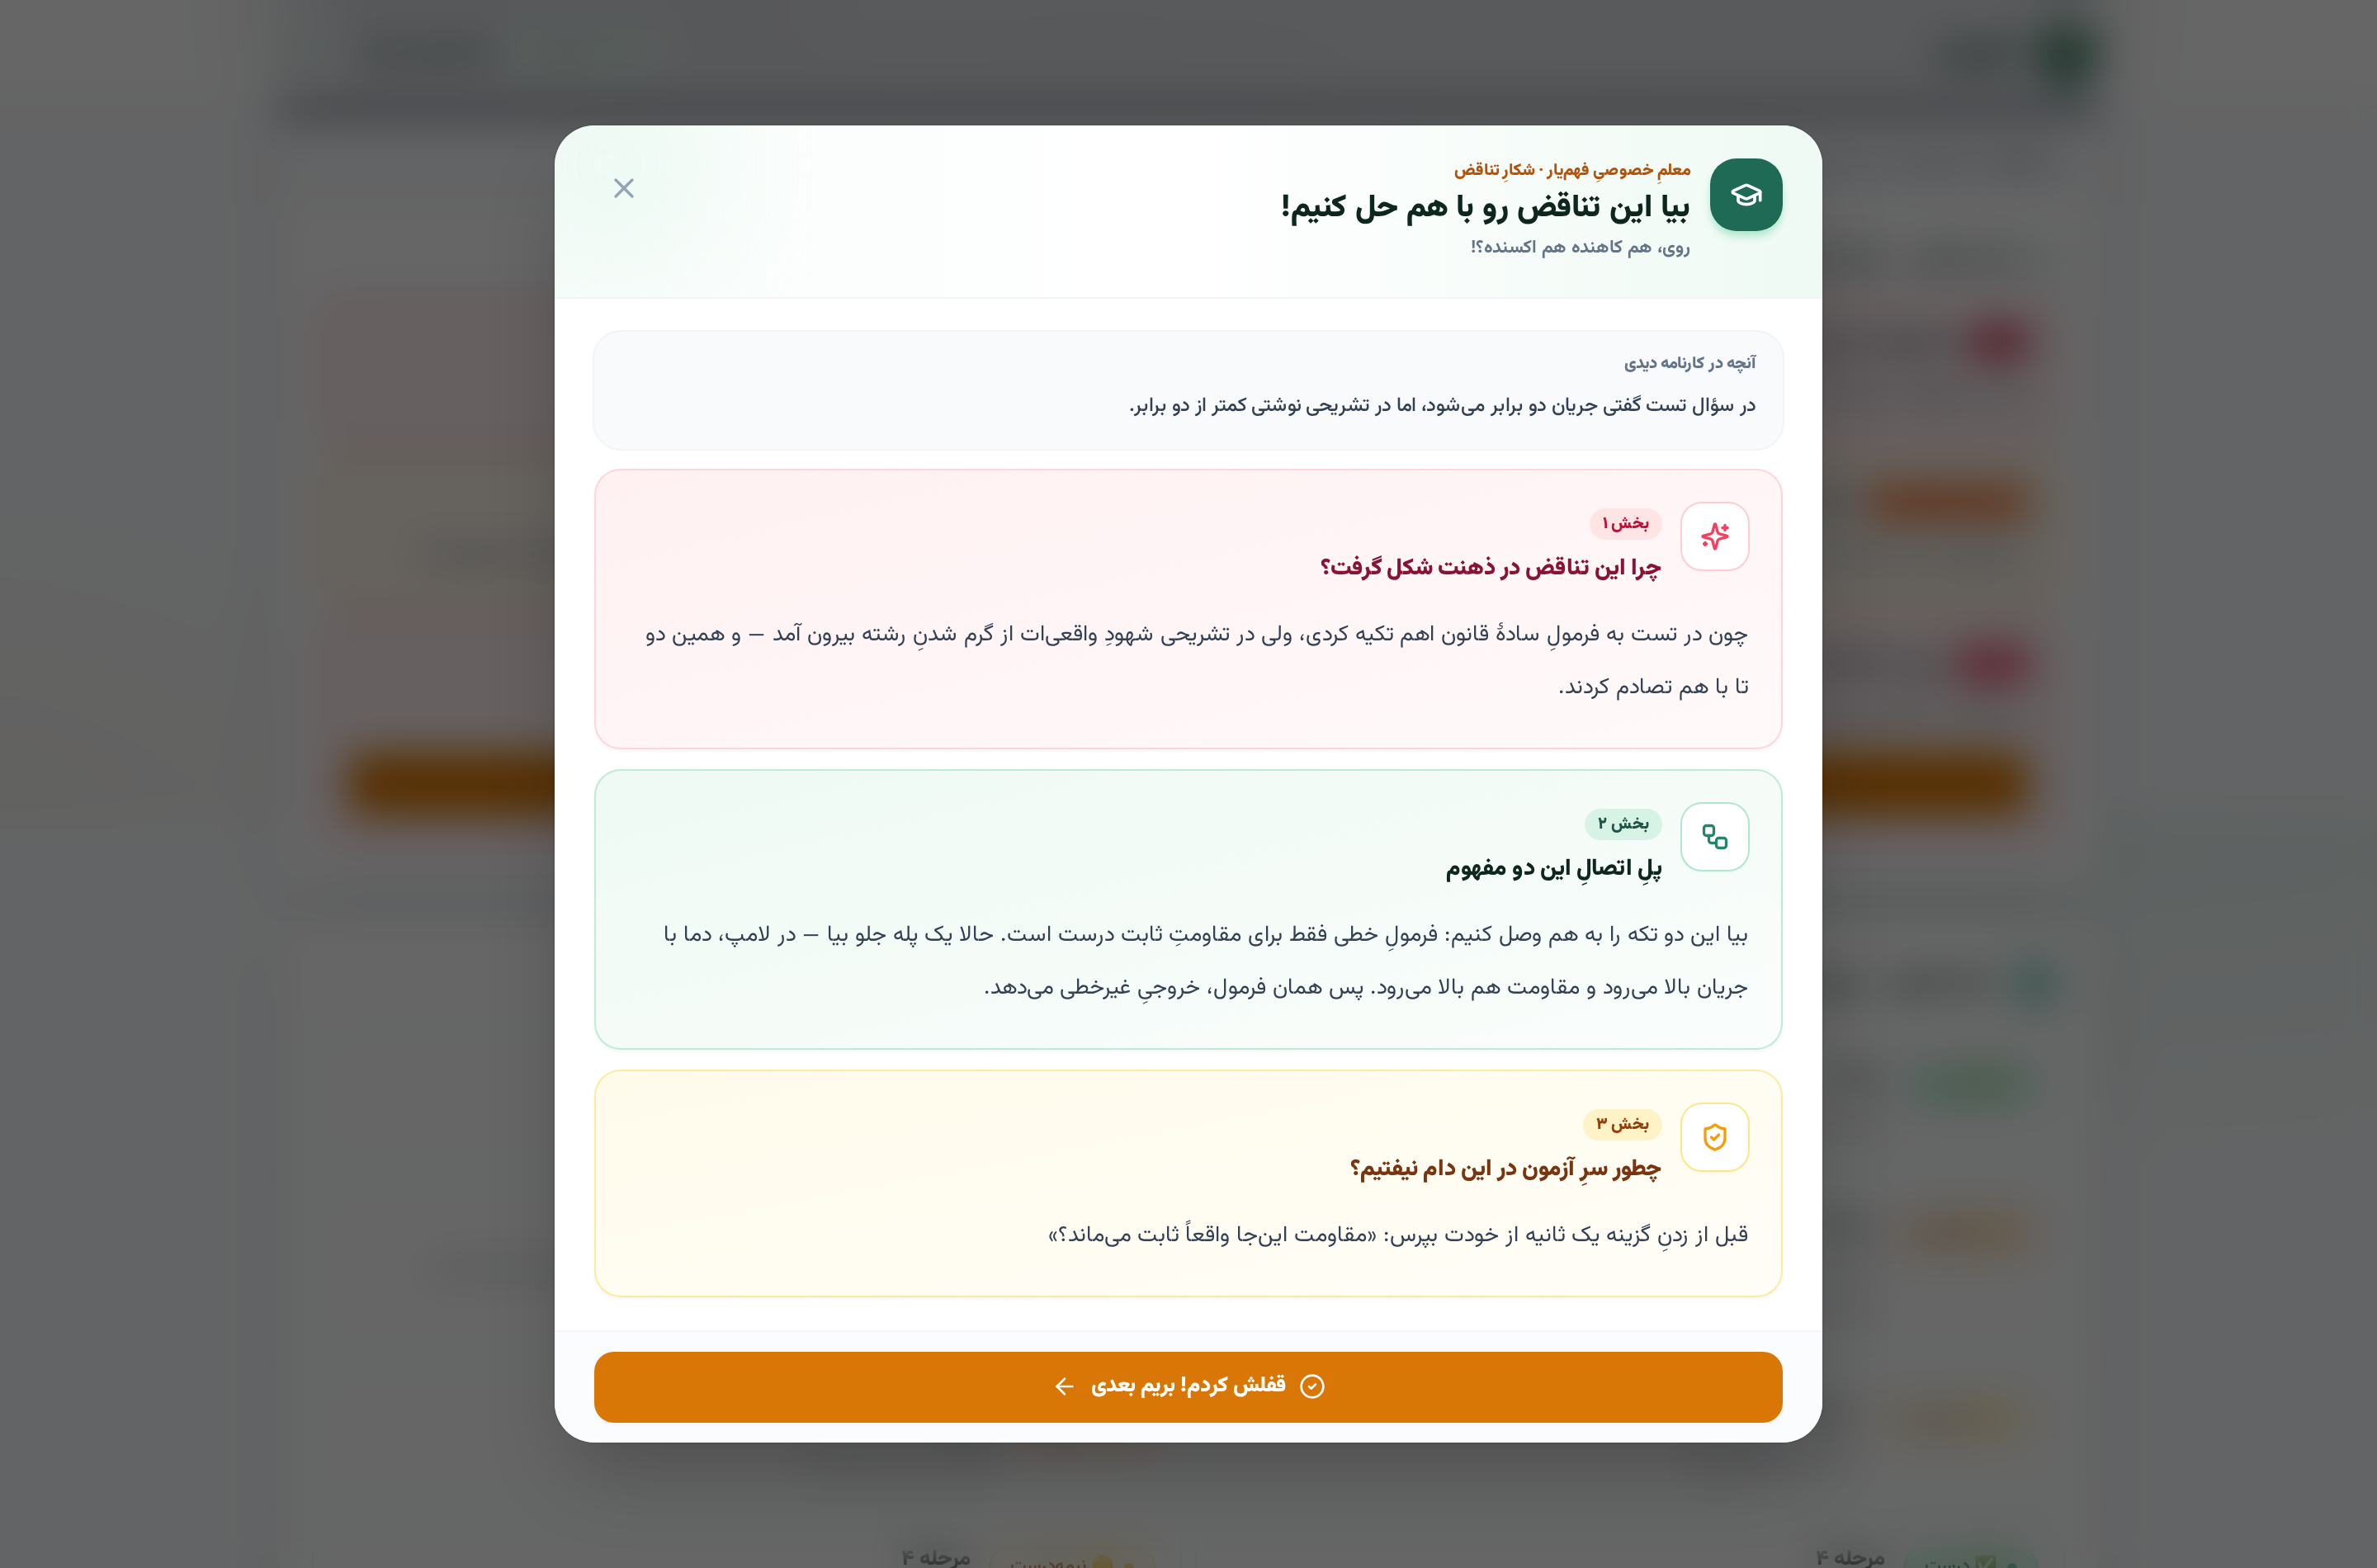 معلمِ خصوصیِ فهم‌یار · شکارِ تناقض
بیا این تناقض رو با هم حل کنیم!
روی، هم کاهنده هم اکسنده؟!
آنچه در کارنامه دیدی
در سؤال تست گفتی جریان دو برابر می‌شود، اما در تشریحی نوشتی کمتر از دو برابر.
بخش ۱
چرا این تناقض در ذهنت شکل گرفت؟
چون در تست به فرمولِ سادهٔ قانون اهم تکیه کردی، ولی در تشریحی شهودِ واقعی‌ات از گرم شدنِ رشته بیرون آمد — و همین دو
تا با هم تصادم کردند.
بخش ۲
پلِ اتصالِ این دو مفهوم
بیا این دو تکه را به هم وصل کنیم: فرمولِ خطی فقط برای مقاومتِ ثابت درست است. حالا یک پله جلو بیا — در لامپ، دما با
جریان بالا می‌رود و مقاومت هم بالا می‌رود. پس همان فرمول، خروجیِ غیرخطی می‌دهد.
بخش ۳
چطور سرِ آزمون در این دام نیفتیم؟
قبل از زدنِ گزینه یک ثانیه از خودت بپرس: «مقاومت این‌جا واقعاً ثابت می‌ماند؟»
قفلش کردم! بریم بعدی
مرحله ۴
درست
مرحله ۴
نیمه‌درست